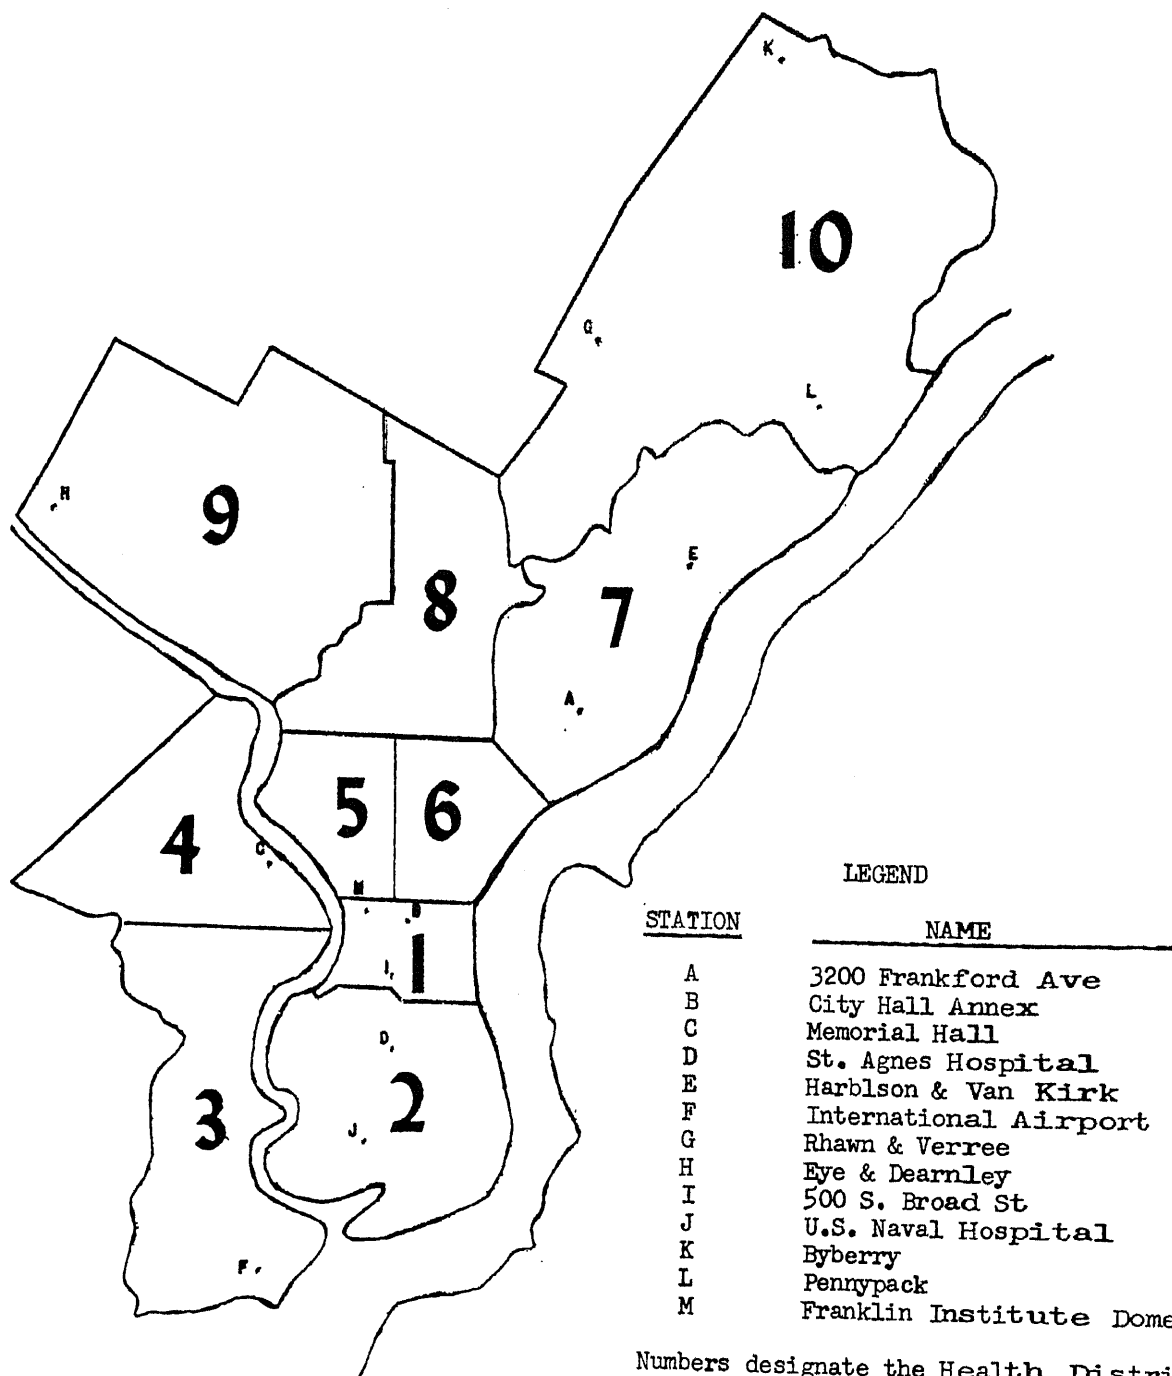 K
10
G
L
H
9
E
8
7
A
5
6
4
C
M
B
LEGEND
STATION NAME
1
I
A 3200 Frankford Ave
B City Hall Annex
C Memorial Hall
D
D St. Agnes Hospital
E Harblson & Van Kirk
2
3
F International Airport
J
G Rhawn & Verree
H Eye & Dearnley
I 500 S. Broad St
J U.S. Naval Hospital
K Byberry
F
L Pennypack
M Franklin Institute Dome
Numbers designate the Health Distri